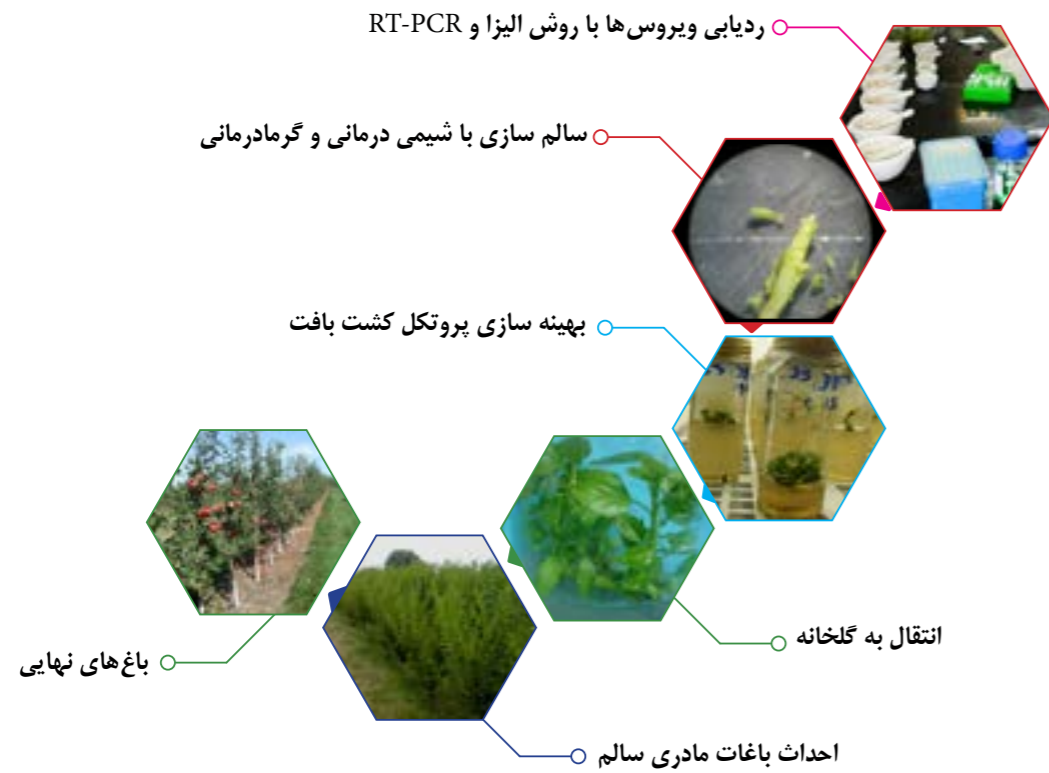 ردیابی ویروس‌ها با روش الیزا و RT-PCR
سالم سازی با شیمی درمانی و گرمادرمانی
بهینه سازی پروتکل کشت بافت
انتقال به گلخانه
باغ‌های نهایی
احداث باغات مادری سالم